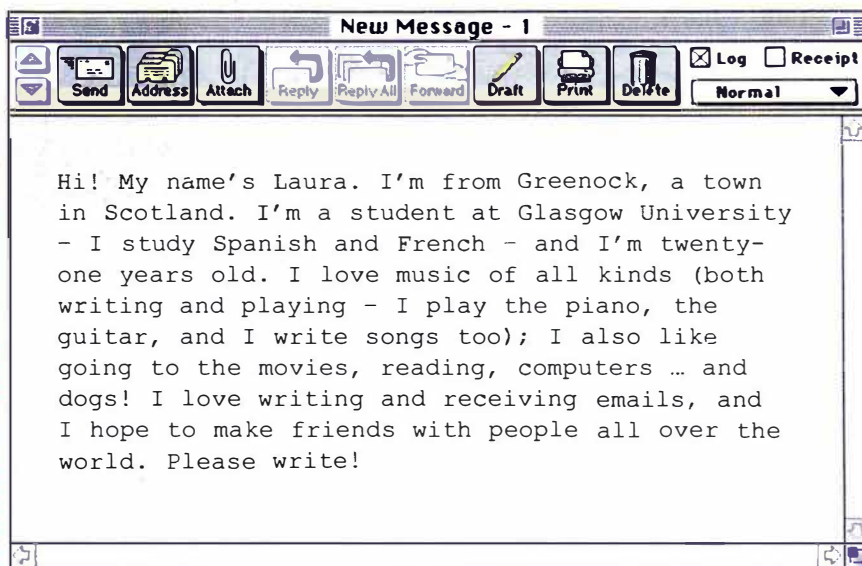 New Message - 1
Send Address Attach Reply Reply All Forward Draft Print Delete Log Receipt
Normal
Hi! My name's Laura. I'm from Greenock, a town
in Scotland. I'm a student at Glasgow University
– I study Spanish and French – and I'm twenty-
one years old. I love music of all kinds (both
writing and playing – I play the piano, the
guitar, and I write songs too); I also like
going to the movies, reading, computers … and
dogs! I love writing and receiving emails, and
I hope to make friends with people all over the
world. Please write!